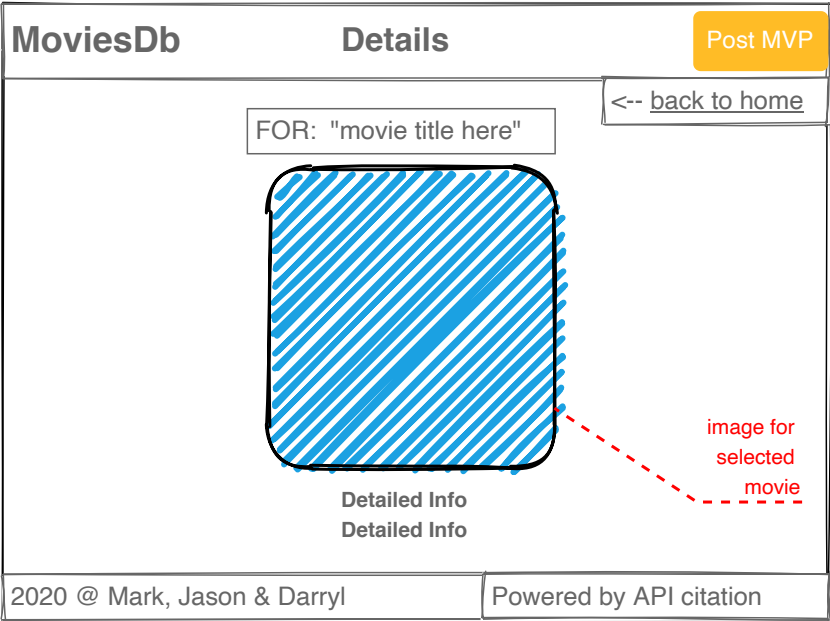 MoviesDb
Details
Post MVP
<-- back to home
FOR:  "movie title here"
image for
selected
movie
Detailed Info
Detailed Info
2020 @ Mark, Jason & Darryl
Powered by API citation